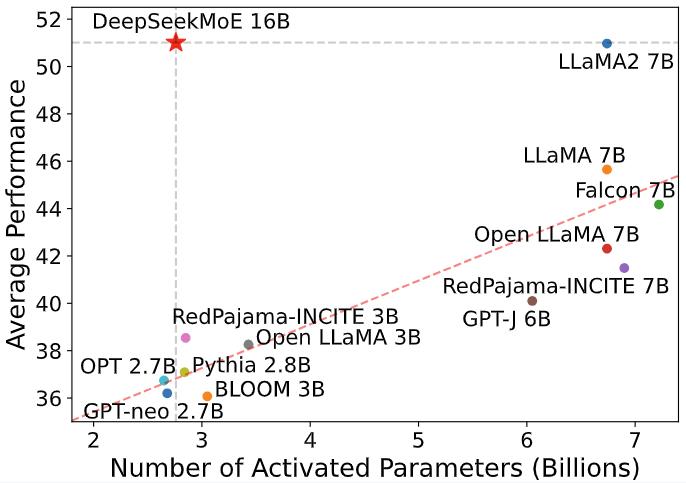 DeepSeekMoE 16B
LLaMA2 7B
LLaMA 7B
Falcon 7B
Open LLaMA 7B
RedPajama-INCITE 7B
GPT-J 6B
RedPajama-INCITE 3B
Open LLaMA 3B
OPT 2.7B
Pythia 2.8B
BLOOM 3B
GPT-neo 2.7B
Average Performance
52
50
48
46
44
42
40
38
36
2 3 4 5 6 7
Number of Activated Parameters (Billions)